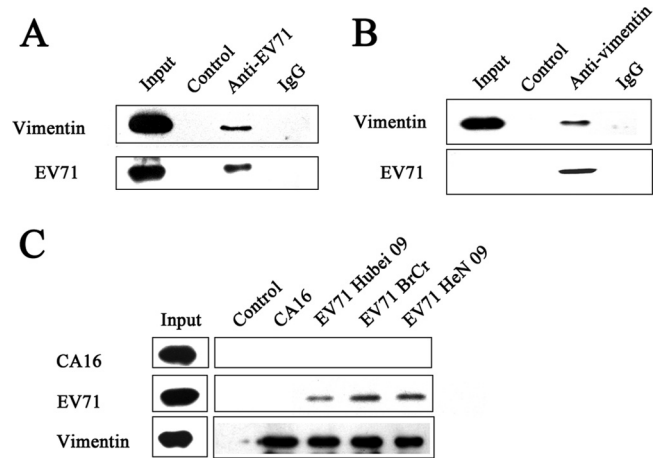 A
Input
Control
Anti-EV71
IgG
Vimentin
EV71
B
Input
Control
Anti-vimentin
IgG
Vimentin
EV71
C
Input
Control
CA16
EV71 Hubei 09
EV71 BrCr
EV71 HeN 09
CA16
EV71
Vimentin